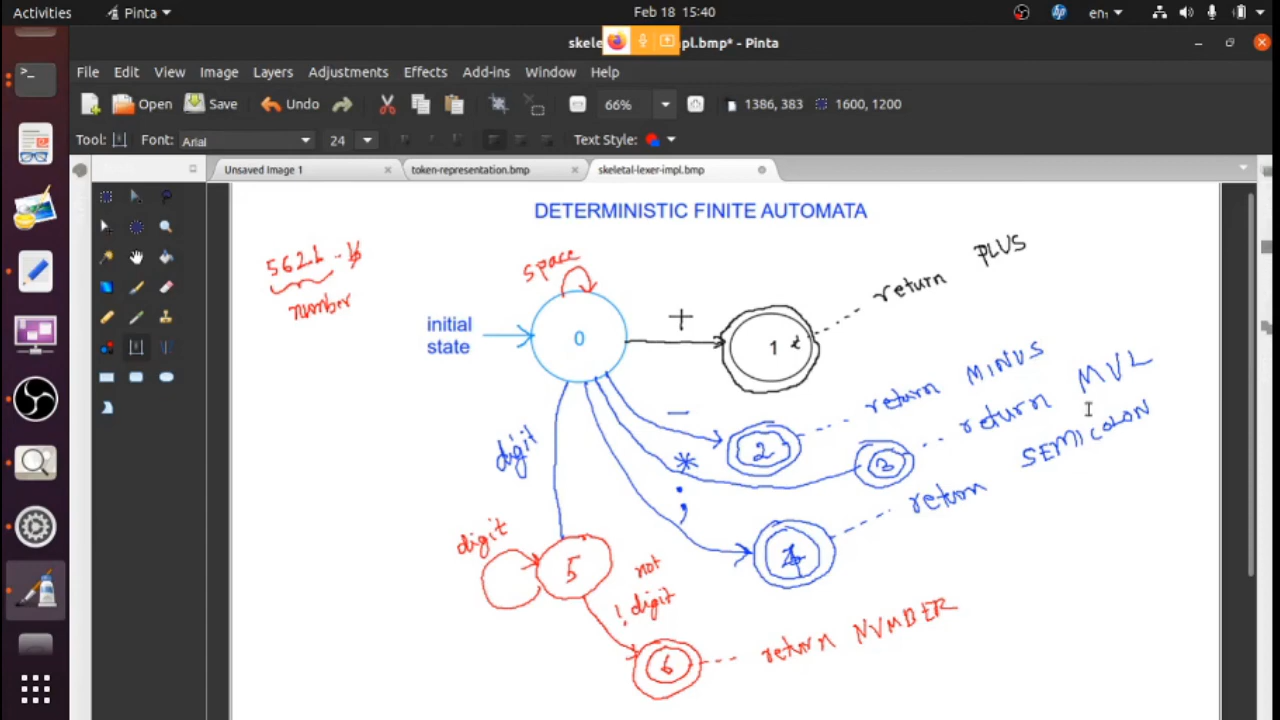 Activities
Pinta
Feb 18 15:40
en
skele
pl.bmp* - Pinta
File Edit View Image Layers Adjustments Effects Add-ins Window Help
Open Save Undo 66% 1386, 383 1600, 1200
Tool: Font: Arial 24 Text Style:
Unsaved Image 1
token-representation.bmp
skeletal-lexer-impl.bmp
DETERMINISTIC FINITE AUTOMATA
number
space
initial
state
0
+
1
return PLUS
−
2
return MINUS
*
3
return MUL
;
4
return SEMICOLON
digit
digit
5
not
! digit
6
return NUMBER